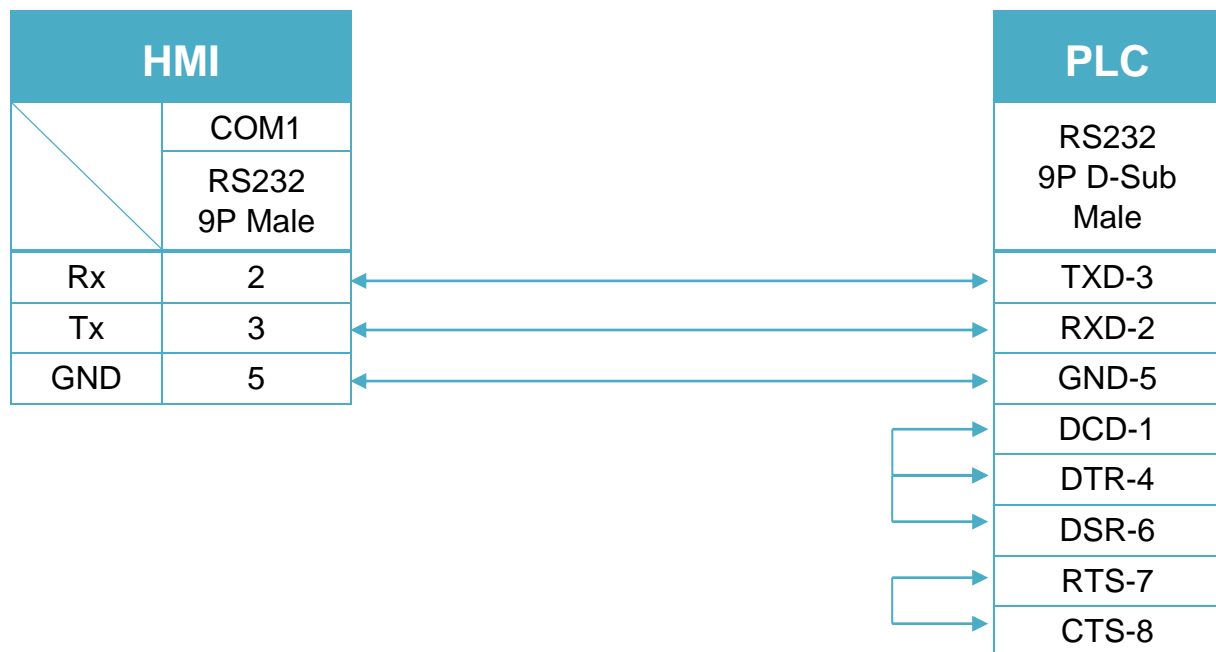 HMI
PLC
COM1
RS232
9P Male
RS232
9P D-Sub
Male
Rx 2 TXD-3
Tx 3 RXD-2
GND 5 GND-5
DCD-1
DTR-4
DSR-6
RTS-7
CTS-8